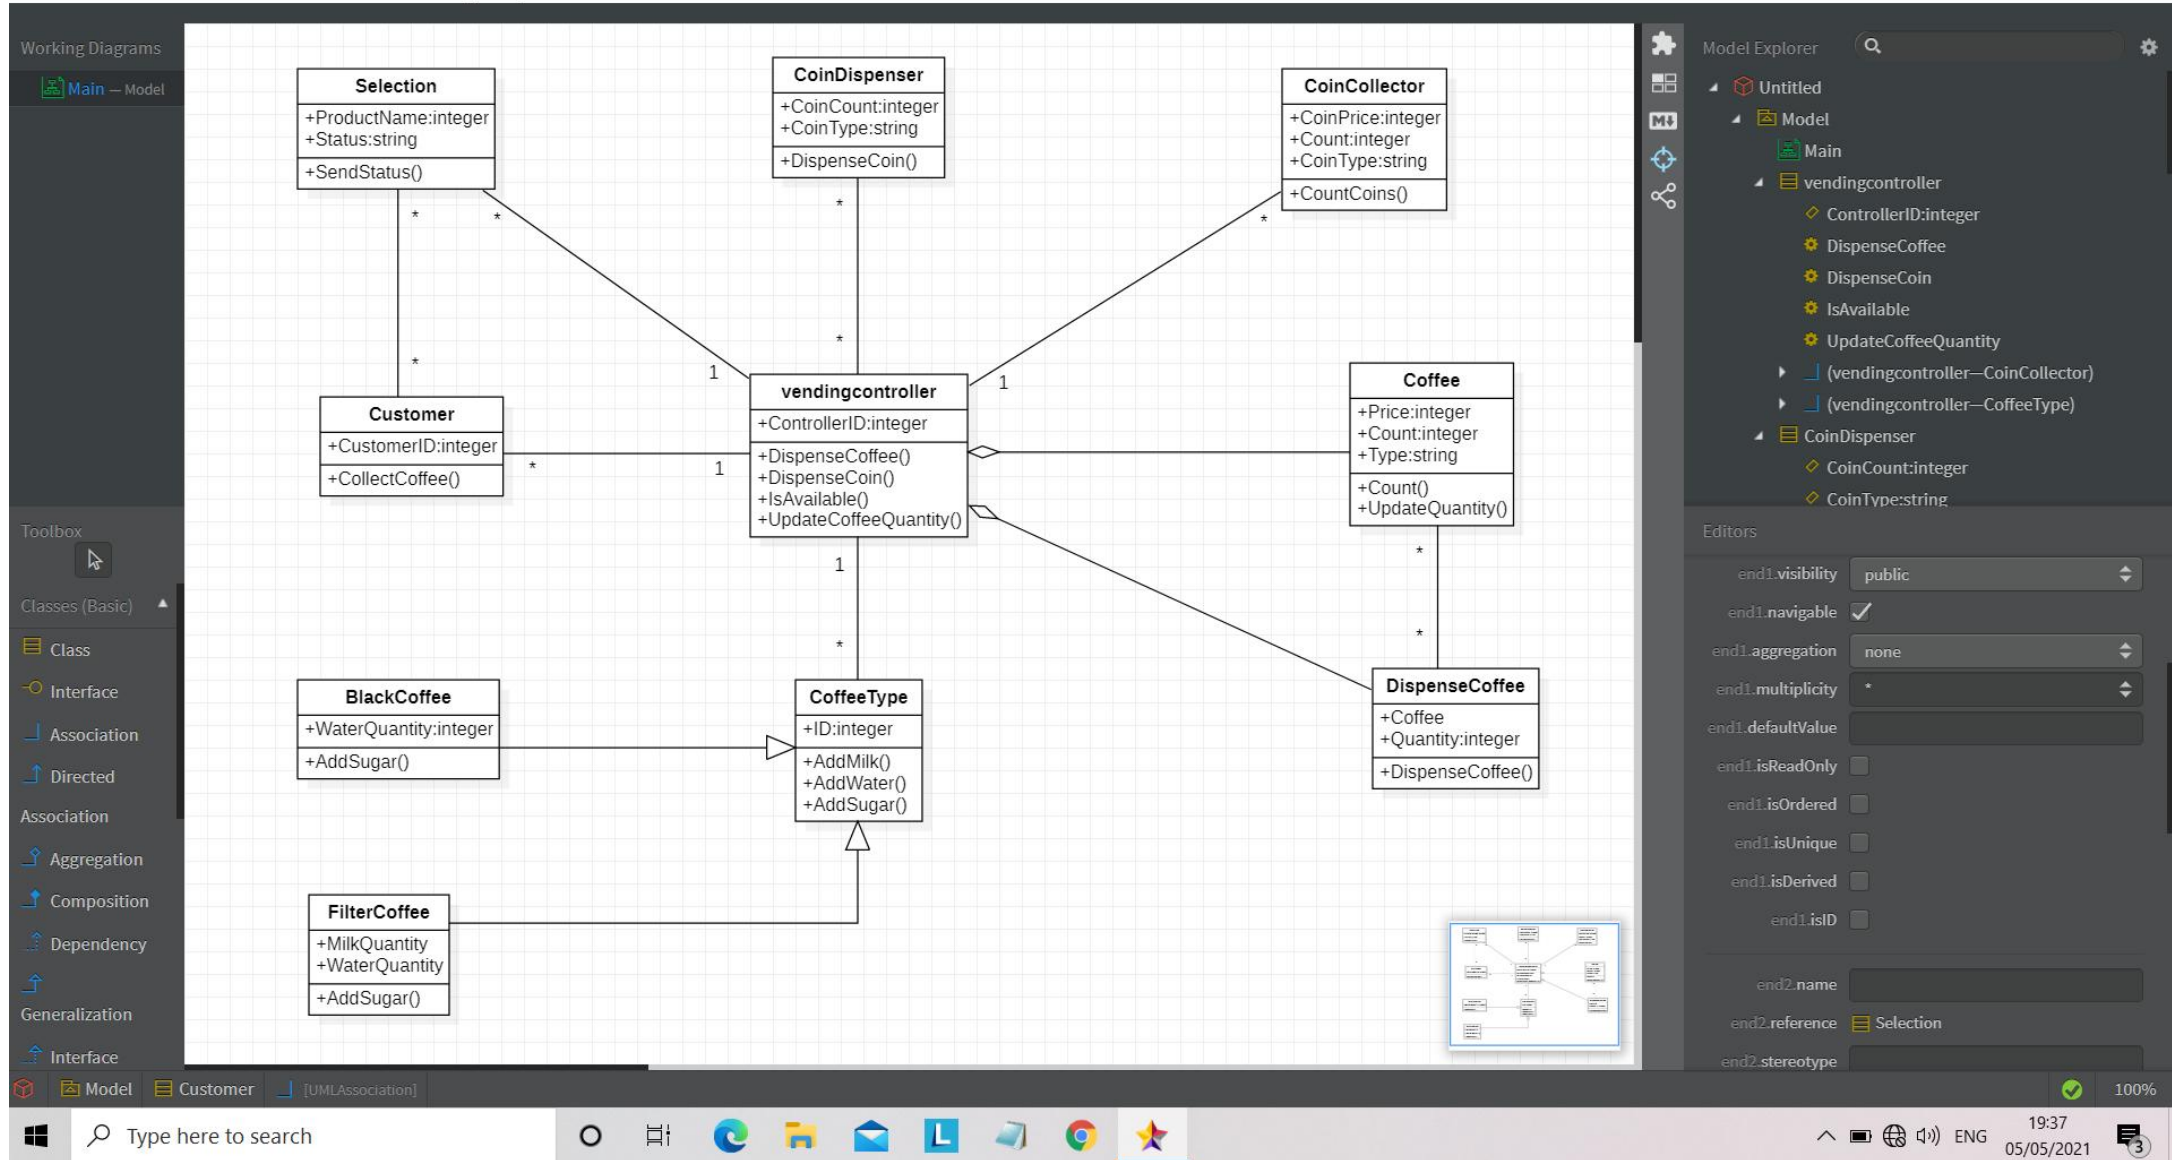 Working Diagrams
Main — Model
Toolbox
Classes (Basic)
Class
Interface
Association
Directed
Association
Aggregation
Composition
Dependency
Generalization
Interface
Selection
+ProductName:integer
+Status:string
+SendStatus()
CoinDispenser
+CoinCount:integer
+CoinType:string
+DispenseCoin()
CoinCollector
+CoinPrice:integer
+Count:integer
+CoinType:string
+CountCoins()
*
*
*
*
*
*
1
1
Customer
+CustomerID:integer
+CollectCoffee()
*
1
vendingcontroller
+ControllerID:integer
+DispenseCoffee()
+DispenseCoin()
+IsAvailable()
+UpdateCoffeeQuantity()
Coffee
+Price:integer
+Count:integer
+Type:string
+Count()
+UpdateQuantity()
1
*
*
*
BlackCoffee
+WaterQuantity:integer
+AddSugar()
CoffeeType
+ID:integer
+AddMilk()
+AddWater()
+AddSugar()
DispenseCoffee
+Coffee
+Quantity:integer
+DispenseCoffee()
FilterCoffee
+MilkQuantity
+WaterQuantity
+AddSugar()
M
Model Explorer
Untitled
Model
Main
vendingcontroller
ControllerID:integer
DispenseCoffee
DispenseCoin
IsAvailable
UpdateCoffeeQuantity
(vendingcontroller—CoinCollector)
(vendingcontroller—CoffeeType)
CoinDispenser
CoinCount:integer
CoinType:string
Editors
end1.visibility public
end1.navigable
end1.aggregation none
end1.multiplicity *
end1.defaultValue
end1.isReadOnly
end1.isOrdered
end1.isUnique
end1.isDerived
end1.isID
end2.name
end2.reference Selection
end2.stereotype
Model Customer [UMLAssociation]
100%
Type here to search
L
ENG
19:37
05/05/2021
3